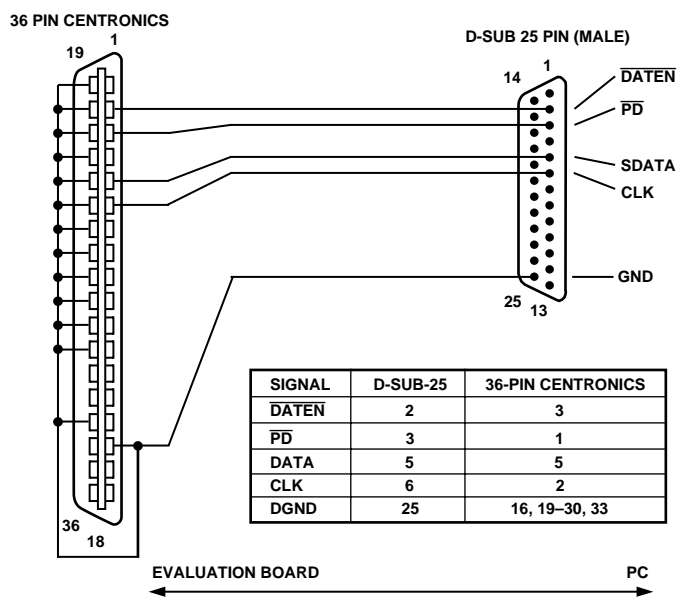 36 PIN CENTRONICS
19
1
36
18
D-SUB 25 PIN (MALE)
14
1
25
13
DATEN
PD
SDATA
CLK
GND
SIGNAL D-SUB-25 36-PIN CENTRONICS
DATEN 2 3
PD 3 1
DATA 5 5
CLK 6 2
DGND 25 16, 19–30, 33
EVALUATION BOARD PC